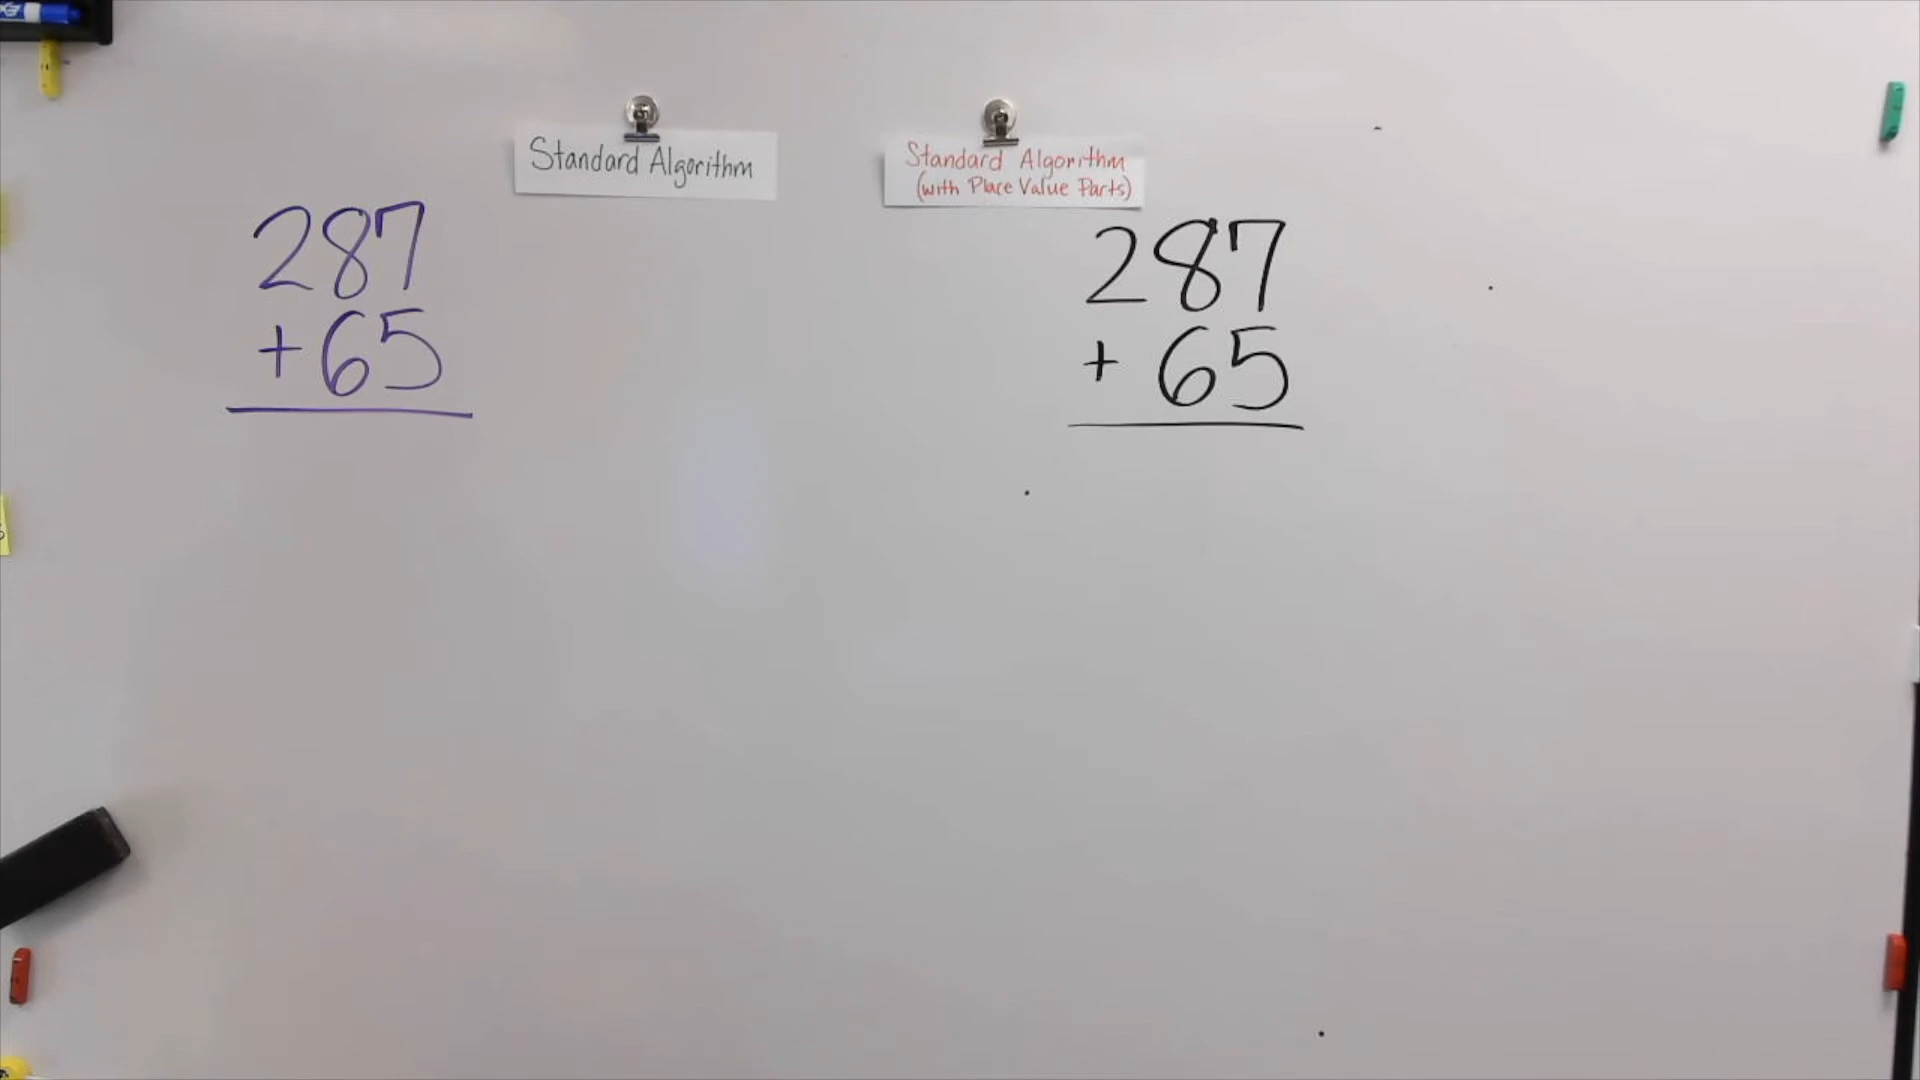 Standard Algorithm
287
+65
Standard Algorithm
(with Place Value Parts)
287
+ 65